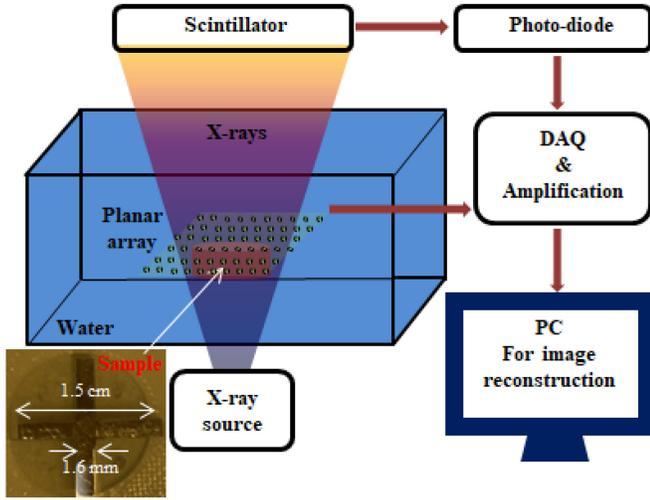 Scintillator
Photo-diode
X-rays
DAQ
&
Amplification
Planar
array
Water
Sample
PC
For image
reconstruction
X-ray
source
1.5 cm
1.6 mm